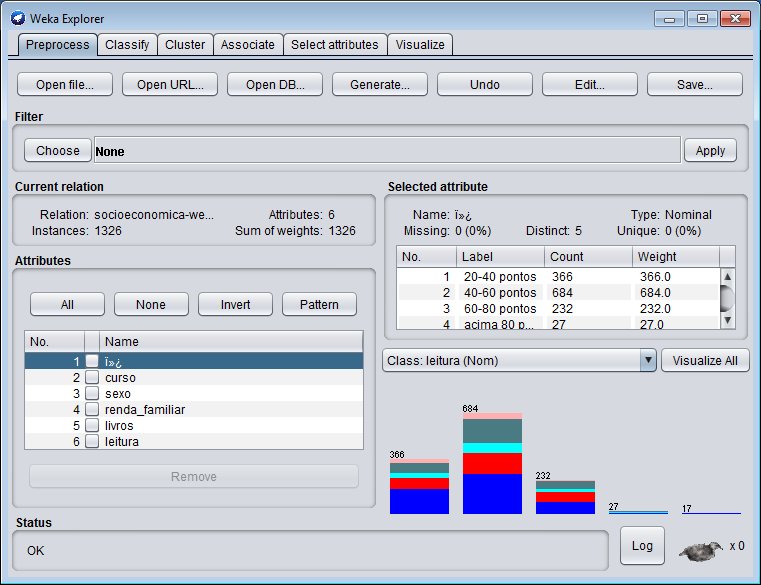 Weka Explorer
Preprocess Classify Cluster Associate Select attributes Visualize
Open file... Open URL... Open DB... Generate... Undo Edit... Save...
Filter
Choose None Apply
Current relation
Relation: socioeconomica-we... Attributes: 6
Instances: 1326 Sum of weights: 1326
Attributes
All None Invert Pattern
No. Name
1 ï»¿
2 curso
3 sexo
4 renda_familiar
5 livros
6 leitura
Remove
Selected attribute
Name: ï»¿ Type: Nominal
Missing: 0 (0%) Distinct: 5 Unique: 0 (0%)
No. Label Count Weight
1 20-40 pontos 366 366.0
2 40-60 pontos 684 684.0
3 60-80 pontos 232 232.0
4 acima 80 p... 27 27.0
Class: leitura (Nom) Visualize All
366 684 232 27 17
Status
OK
Log x 0